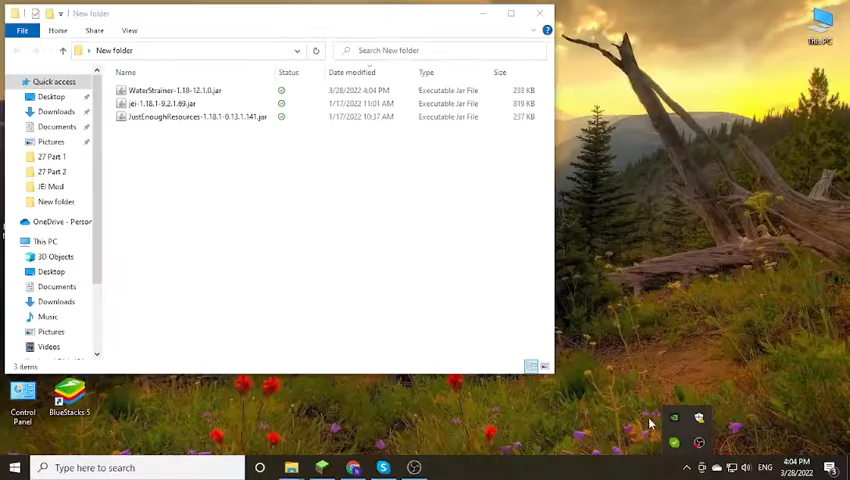 New folder
File Home Share View
New folder
Search New folder
Name Status Date modified Type Size
Quick access
WaterStrainer-1.18-12.1.0.jar 3/28/2022 4:04 PM Executable Jar File 233 KB
Desktop
jei-1.18.1-9.2.1.69.jar 1/17/2022 11:01 AM Executable Jar File 819 KB
Downloads
JustEnoughResources-1.18.1-0.13.1.141.jar 1/17/2022 10:37 AM Executable Jar File 237 KB
Documents
Pictures
27 Part 1
27 Part 2
JEI Mod
New folder
OneDrive - Person
This PC
3D Objects
Desktop
Documents
Downloads
Music
Pictures
Videos
3 items
This PC
Control
Panel
BlueStacks 5
Type here to search
ENG
4:04 PM
3/28/2022
3